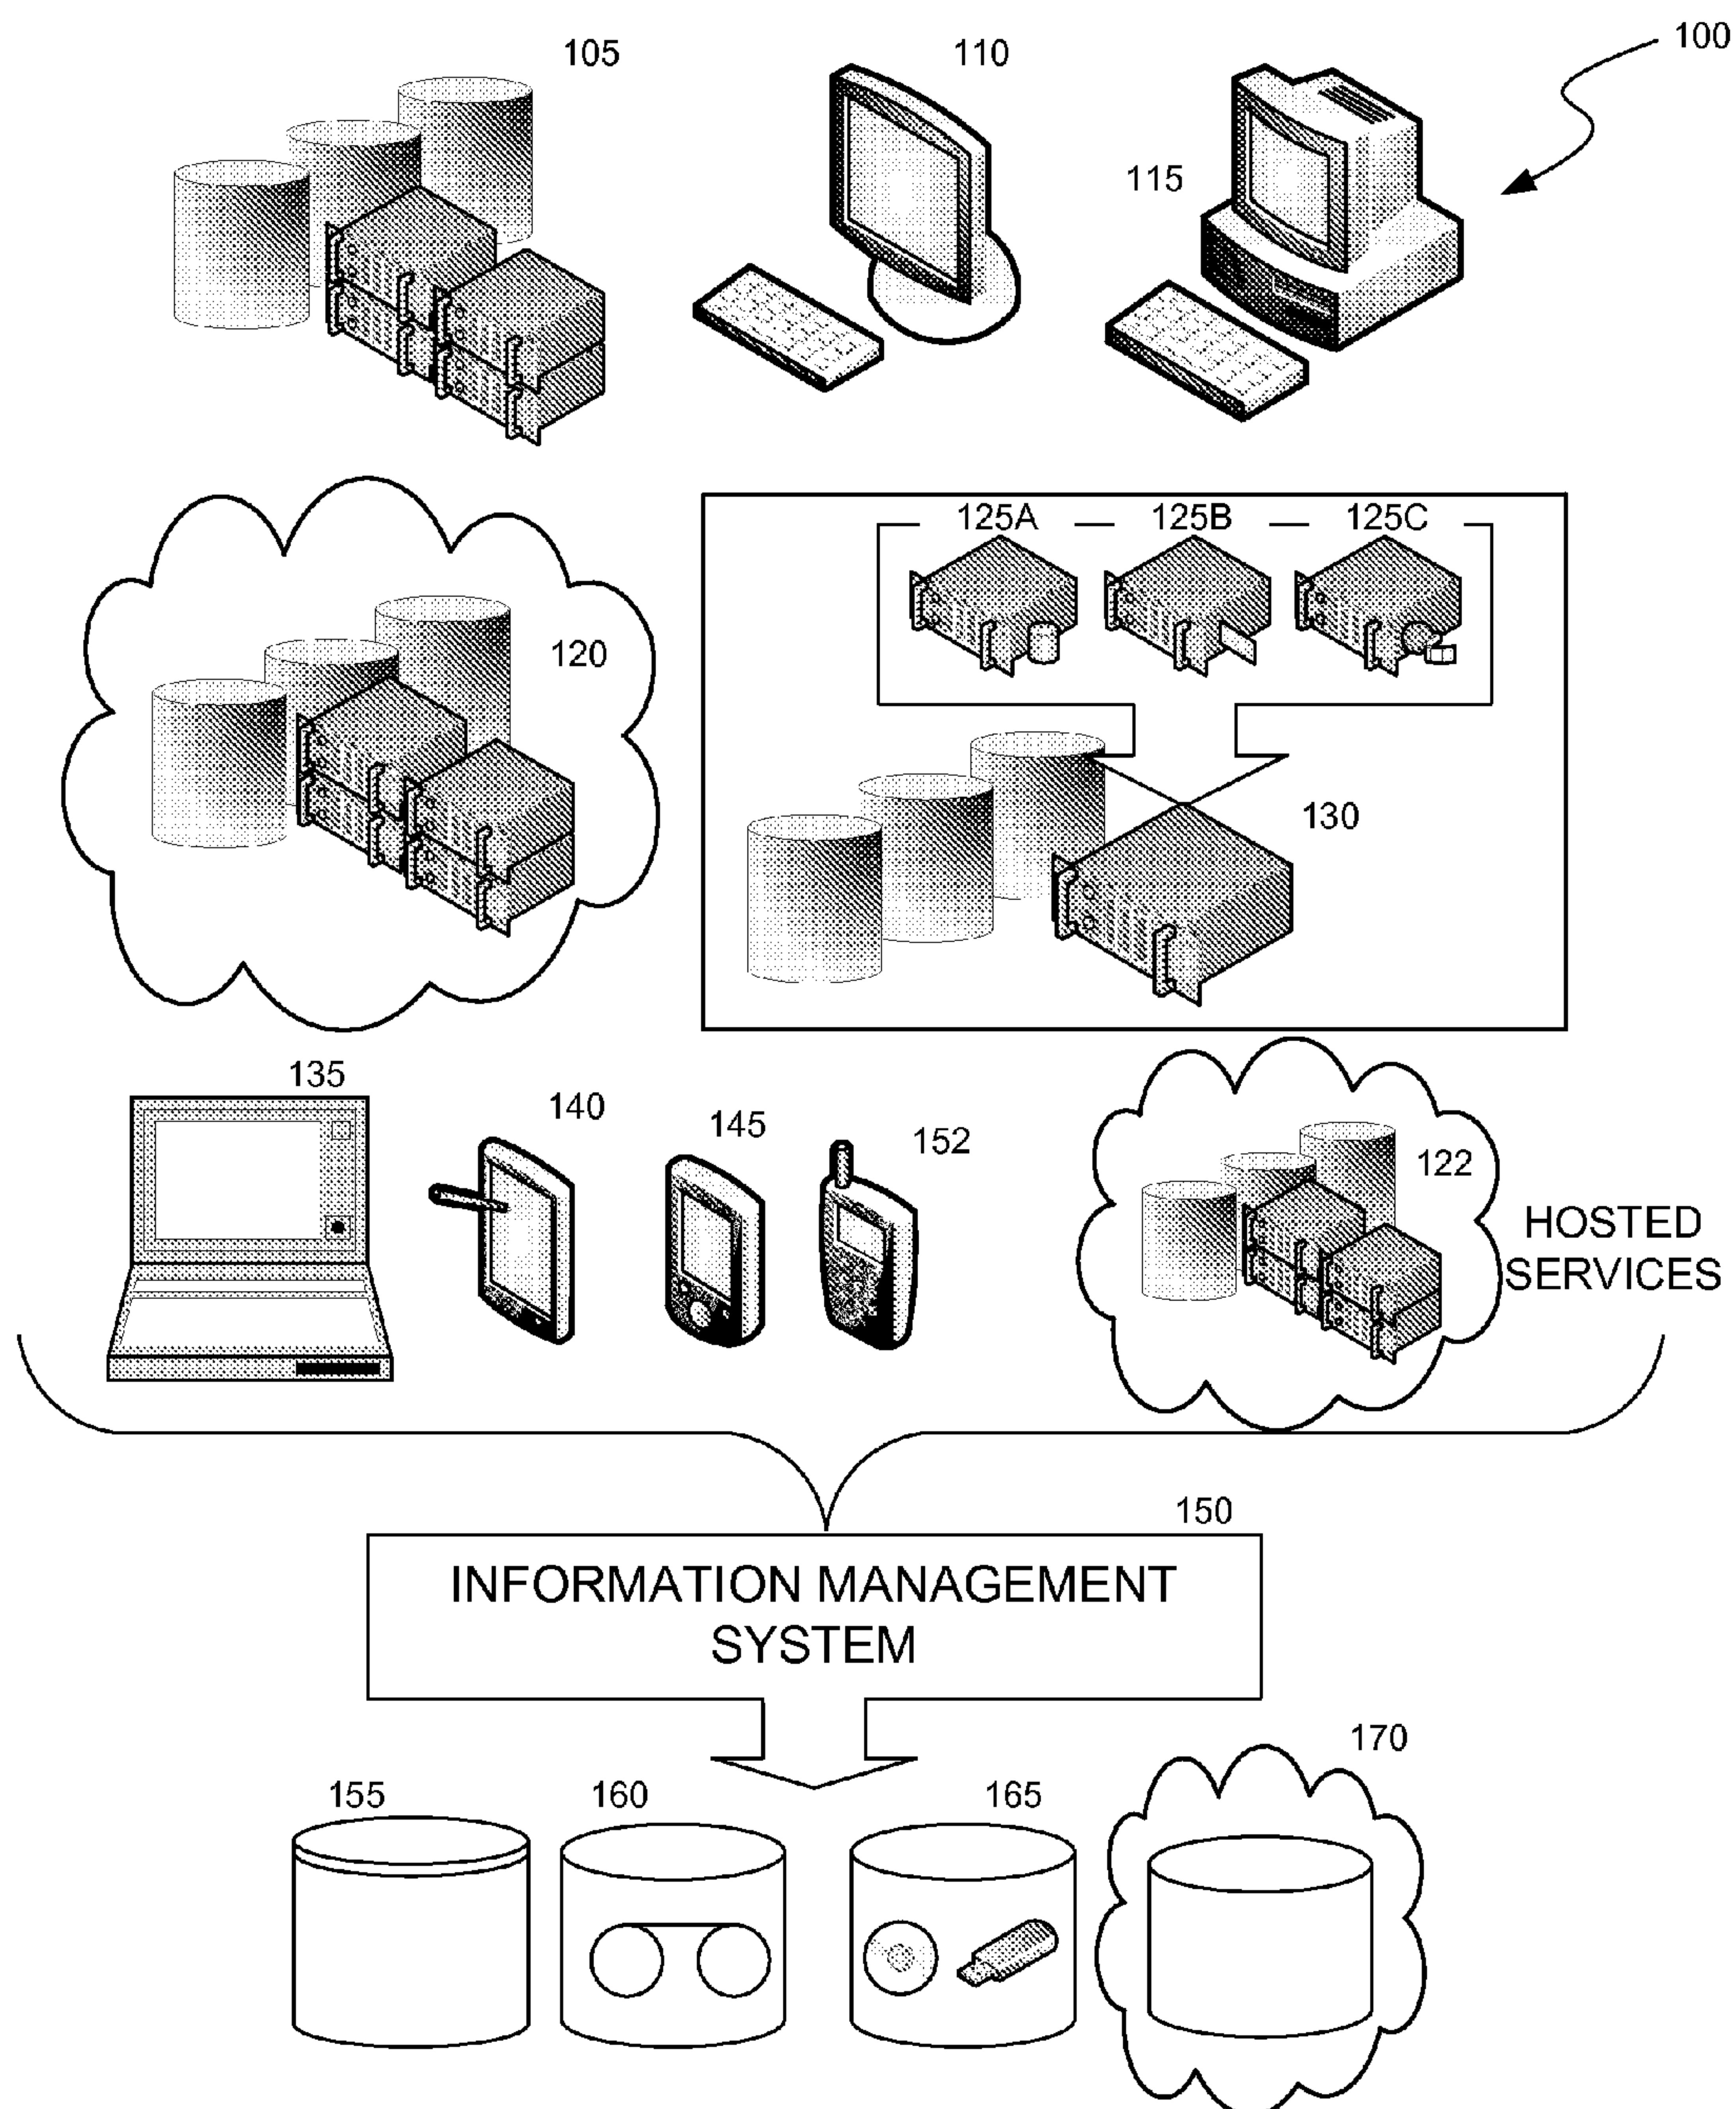 100
105
110
115
125A
125B
125C
120
130
135
140
145
152
122
HOSTED
SERVICES
150
INFORMATION MANAGEMENT
SYSTEM
170
155
160
165